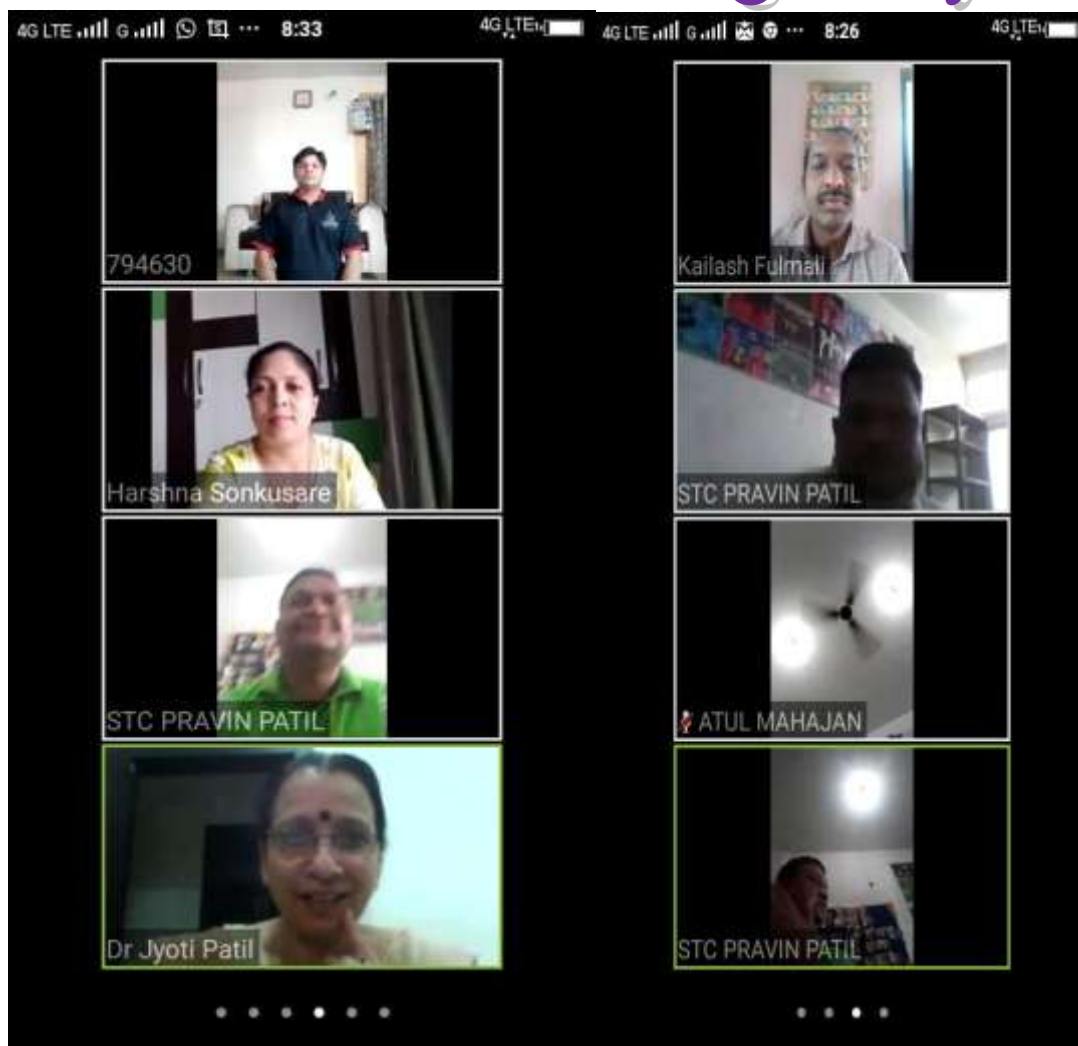 4G LTE G ... 8:33 4G LTE
794630
Harshna Sonkusare
STC PRAVIN PATIL
Dr Jyoti Patil
4G LTE G ... 8:26 4G LTE
Kailash Fulmali
STC PRAVIN PATIL
ATUL MAHAJAN
STC PRAVIN PATIL